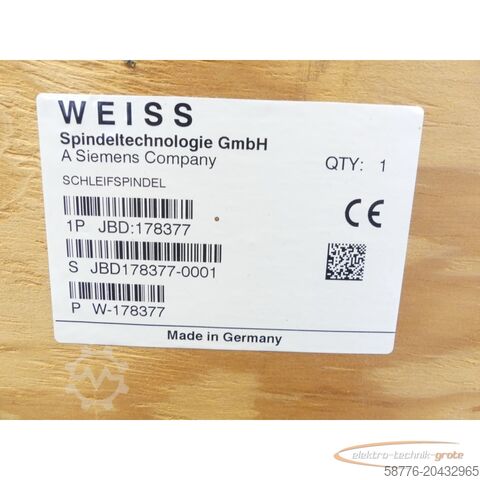 WEISS
Spindeltechnologie GmbH
A Siemens Company
QTY: 1
SCHLEIFSPINDEL
1P JBD:178377
CE
S JBD178377-0001
P W-178377
Made in Germany
elektro-technik-grote
58776-20432965